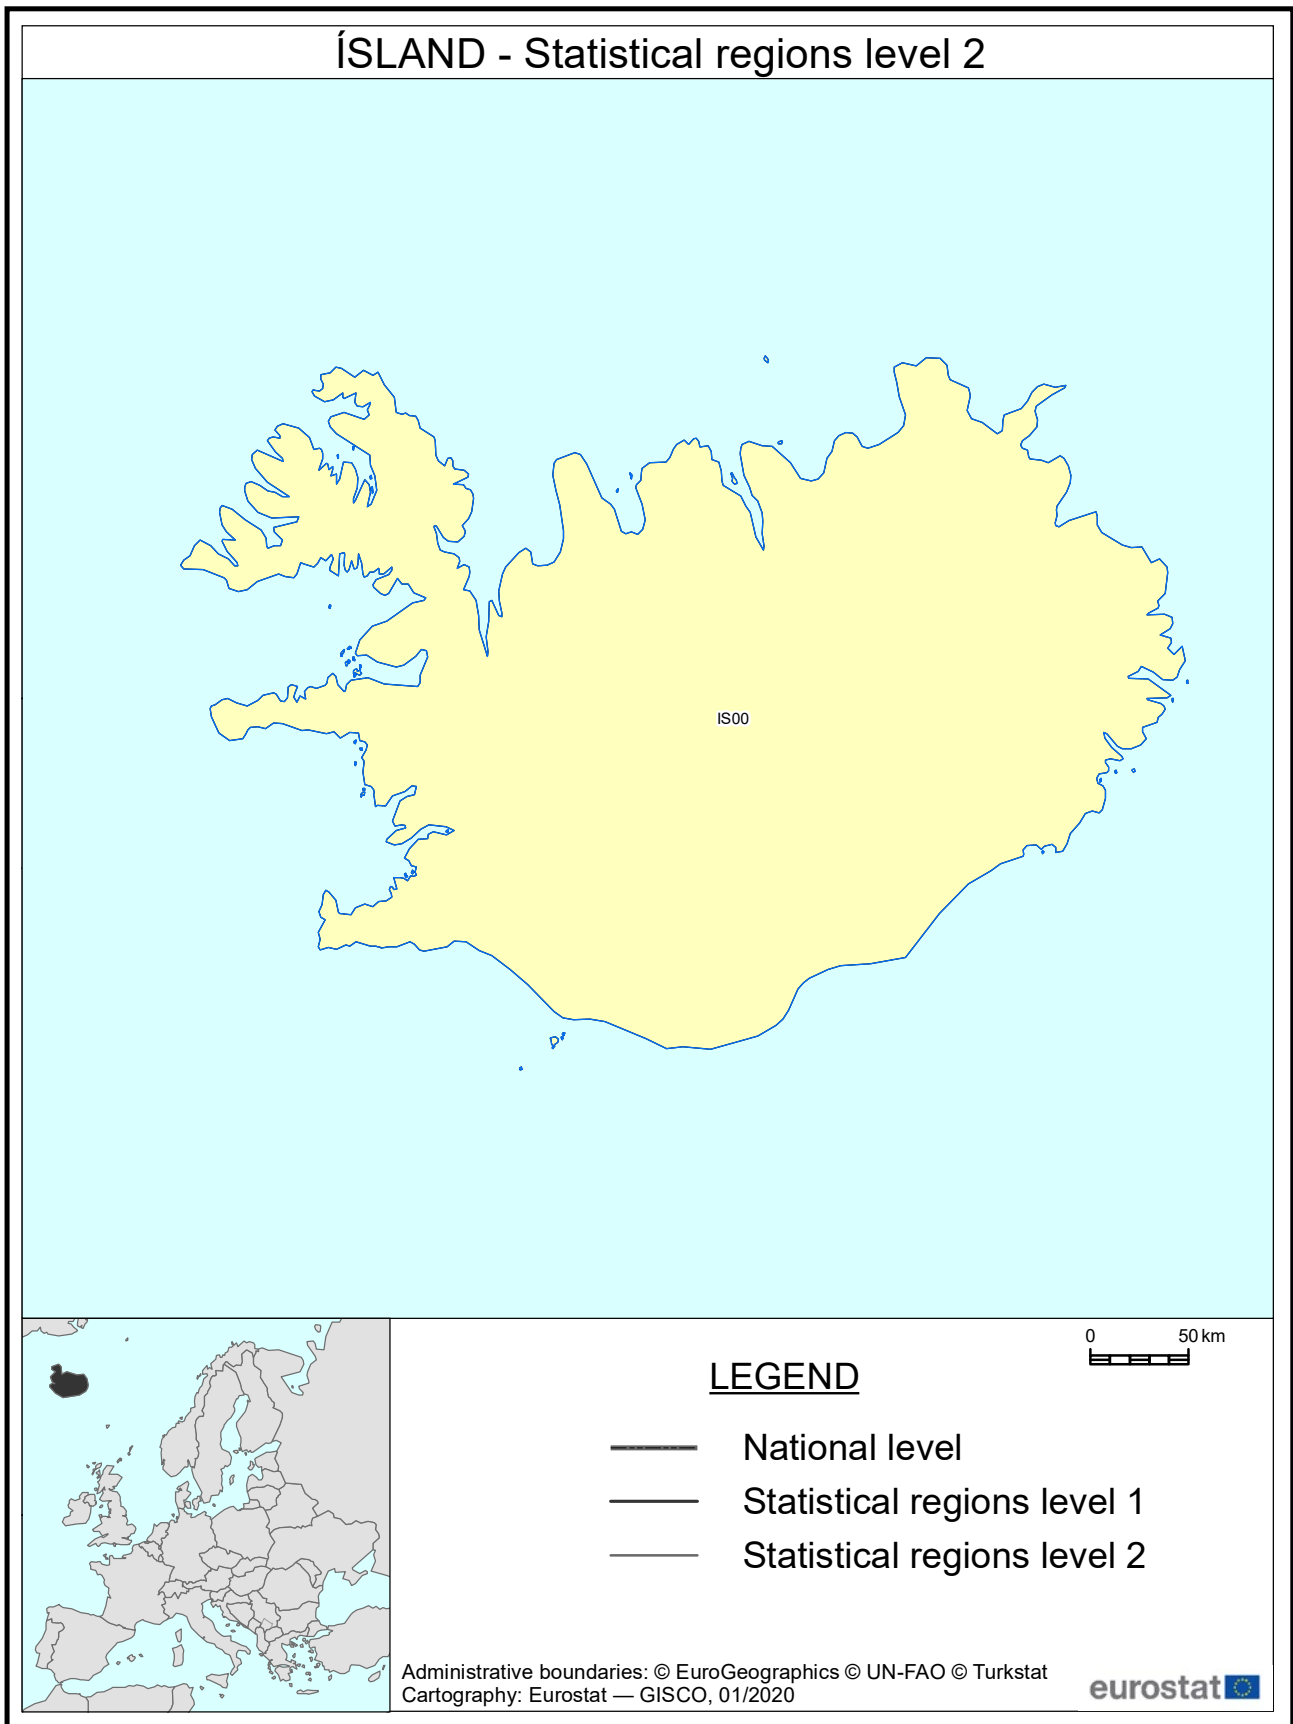 ÍSLAND - Statistical regions level 2
IS00
0 50 km
LEGEND
National level
Statistical regions level 1
Statistical regions level 2
Administrative boundaries: © EuroGeographics © UN-FAO © Turkstat
Cartography: Eurostat — GISCO, 01/2020
eurostat